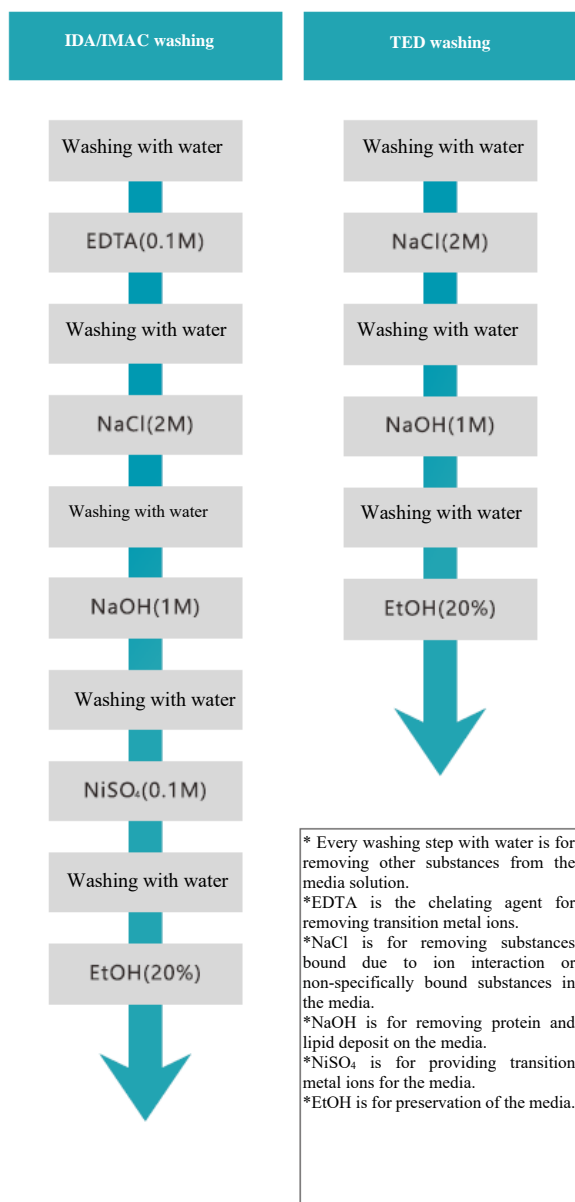 IDA/IMAC washing
Washing with water
EDTA(0.1M)
Washing with water
NaCl(2M)
Washing with water
NaOH(1M)
Washing with water
NiSO₄(0.1M)
Washing with water
EtOH(20%)
TED washing
Washing with water
NaCl(2M)
Washing with water
NaOH(1M)
Washing with water
EtOH(20%)
* Every washing step with water is for
removing other substances from the
media solution.
*EDTA is the chelating agent for
removing transition metal ions.
*NaCl is for removing substances
bound due to ion interaction or
non-specifically bound substances in
the media.
*NaOH is for removing protein and
lipid deposit on the media.
*NiSO₄ is for providing transition
metal ions for the media.
*EtOH is for preservation of the media.